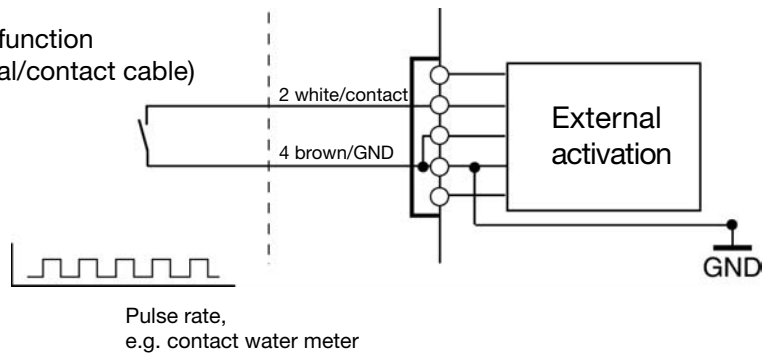 function
al/contact cable)
2 white/contact
4 brown/GND
External
activation
GND
Pulse rate,
e.g. contact water meter